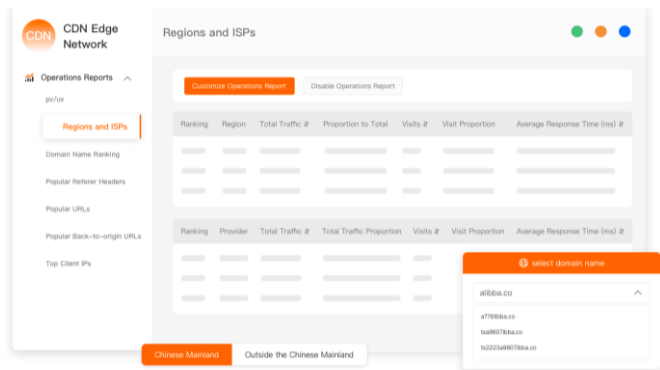 CDN
CDN Edge
Network
Regions and ISPs
Operations Reports
pv/uv
Regions and ISPs
Domain Name Ranking
Popular Referer Headers
Popular URLs
Popular Back-to-origin URLs
Top Client IPs
Customize Operations Report
Disable Operations Report
Ranking Region Total Traffic Proportion to Total Visits Visit Proportion Average Response Time (ms)
Ranking Provider Total Traffic Total Traffic Proportion Visits Visit Proportion Average Response Time (ms)
select domain name
alibba.co
a776ibba.co
txa9807ibba.co
tx2223a9807ibba.co
Chinese Mainland
Outside the Chinese Mainland